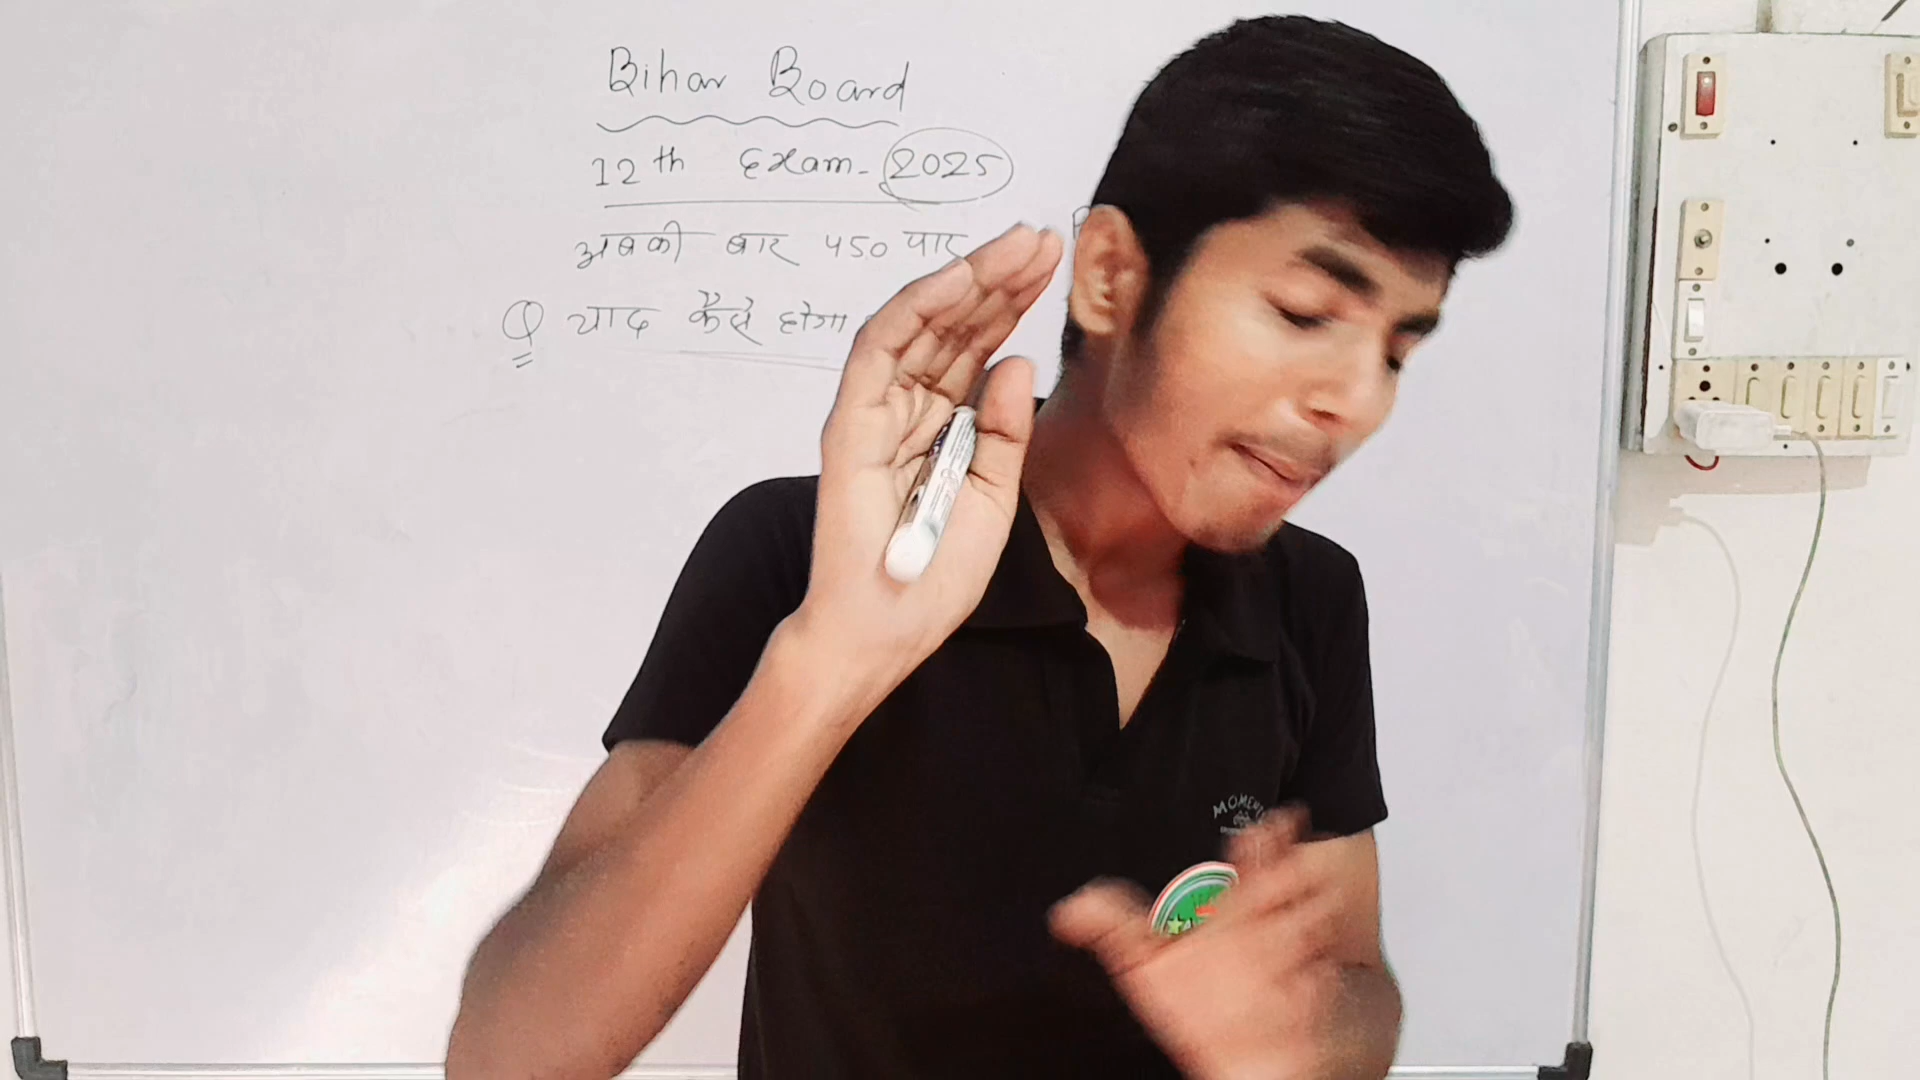 Bihar Board
12th Exam - 2025
अबकी बार 450 पार
Q याद कैसे होगा